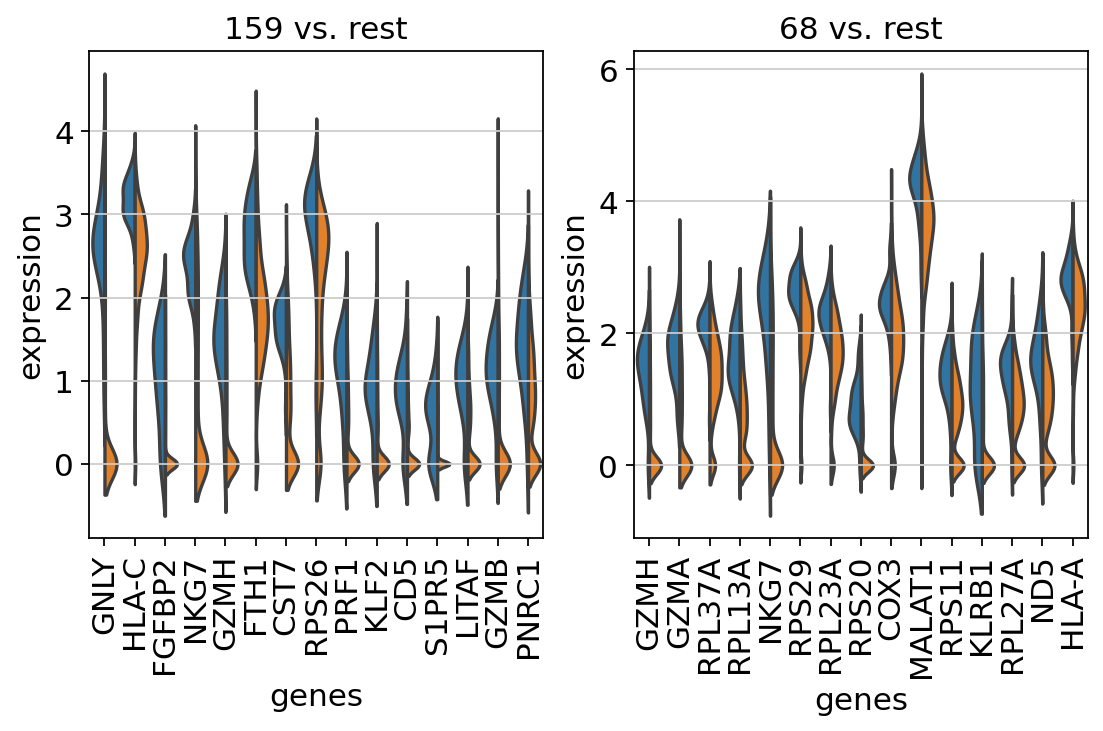 159 vs. rest
expression
4
3
2
1
0
GNLY
HLA-C
FGFBP2
NKG7
GZMH
FTH1
CST7
RPS26
PRF1
KLF2
CD5
S1PR5
LITAF
GZMB
PNRC1
genes
68 vs. rest
expression
6
4
2
0
GZMH
GZMA
RPL37A
RPL13A
NKG7
RPS29
RPL23A
RPS20
COX3
MALAT1
RPS11
KLRB1
RPL27A
ND5
HLA-A
genes